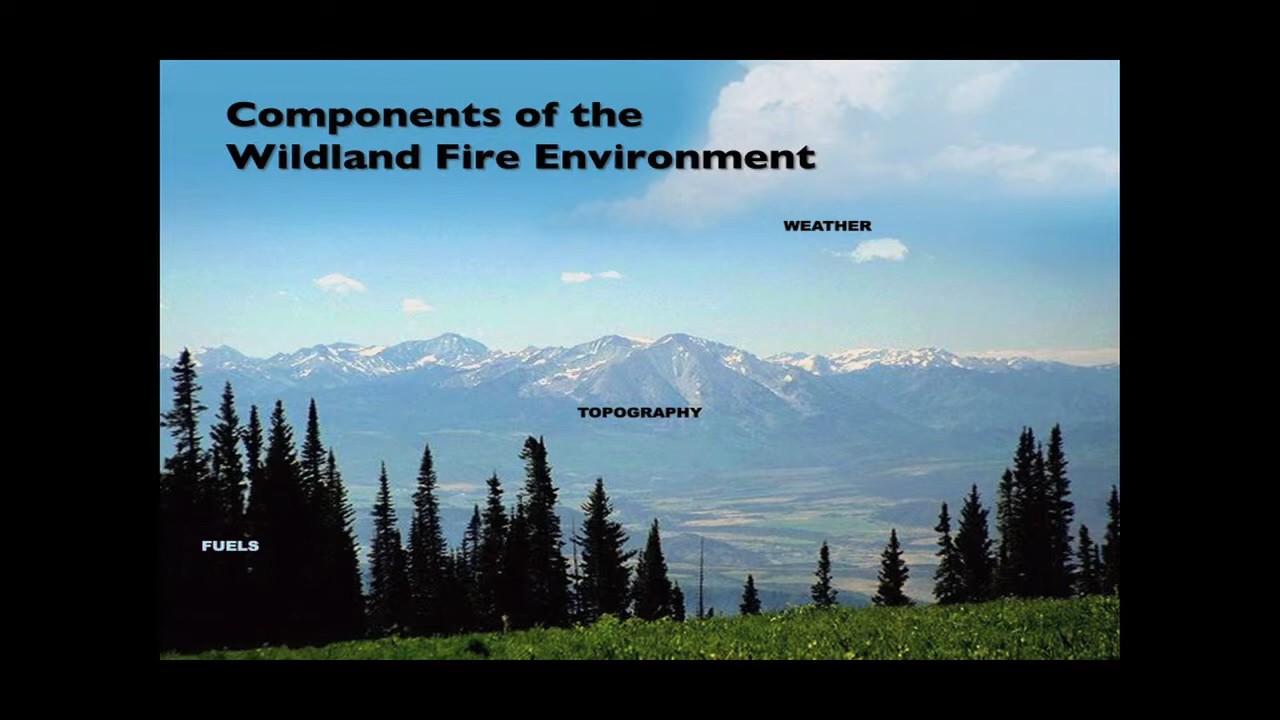 Components of the
Wildland Fire Environment
WEATHER
TOPOGRAPHY
FUELS